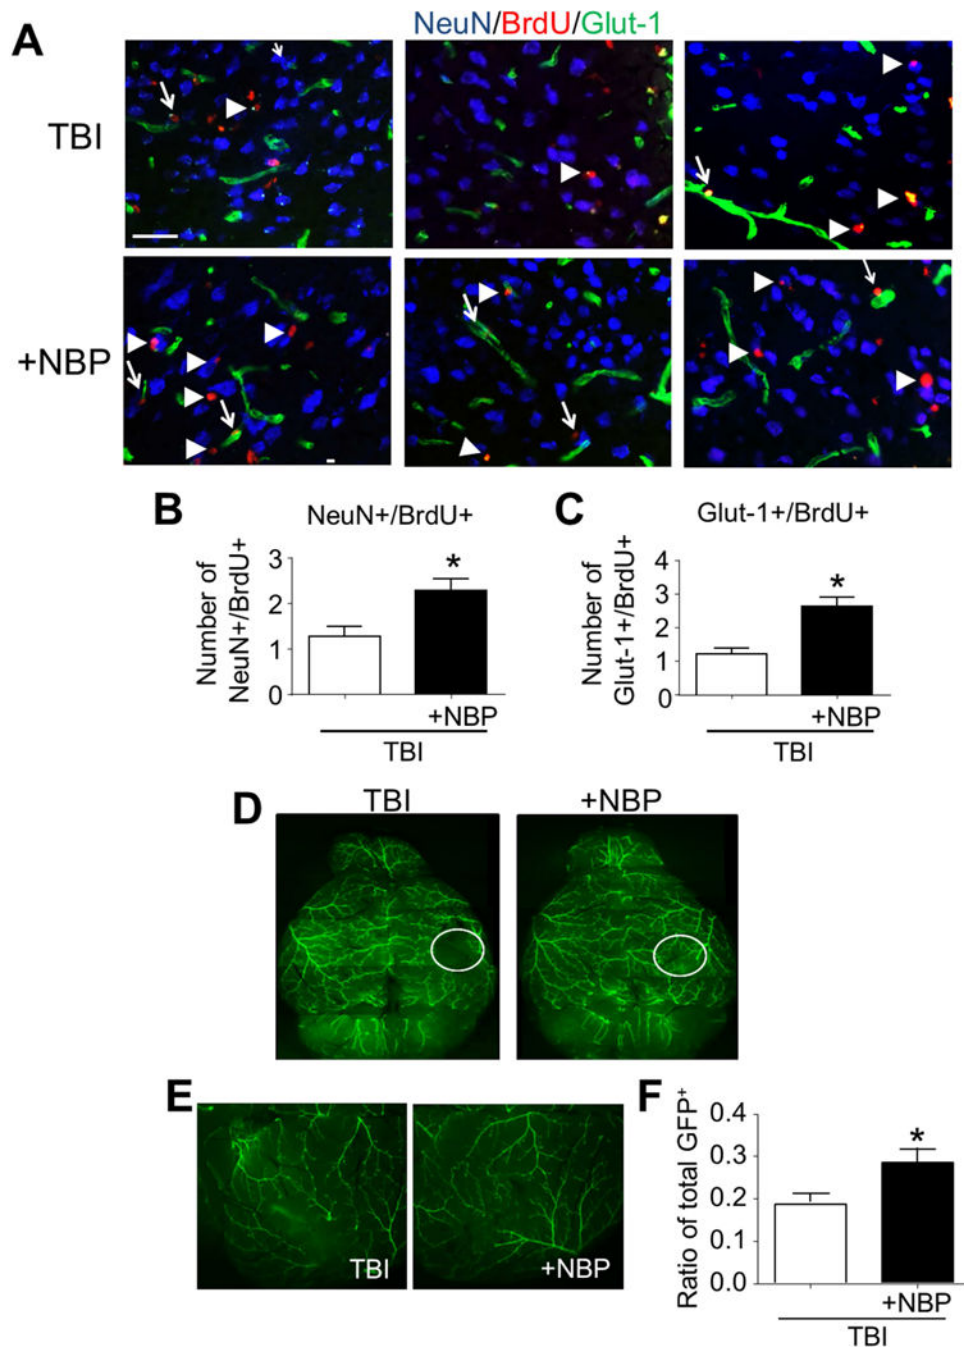 NeuN/BrdU/Glut-1
A
TBI
+NBP
B
NeuN+/BrdU+
Number of
NeuN+/BrdU+
3
2
1
0
+NBP
TBI
C
Glut-1+/BrdU+
Number of
Glut-1+/BrdU+
4
3
2
1
0
*
+NBP
TBI
*
D
TBI
+NBP
E
TBI
+NBP
F
Ratio of total GFP+
0.4
0.3
0.2
0.1
0.0
*
+NBP
TBI